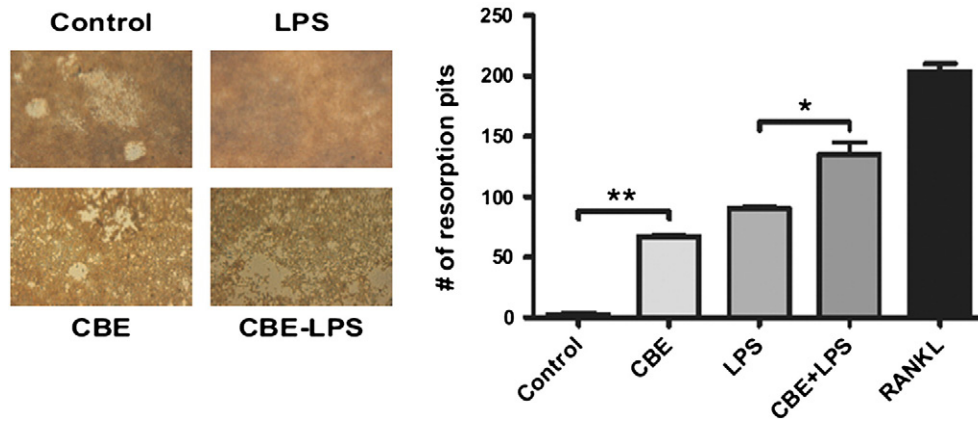 Control
LPS
CBE
CBE-LPS
# of resorption pits
250
200
150
100
50
0
**
*
Control
CBE
LPS
CBE+LPS
RANKL